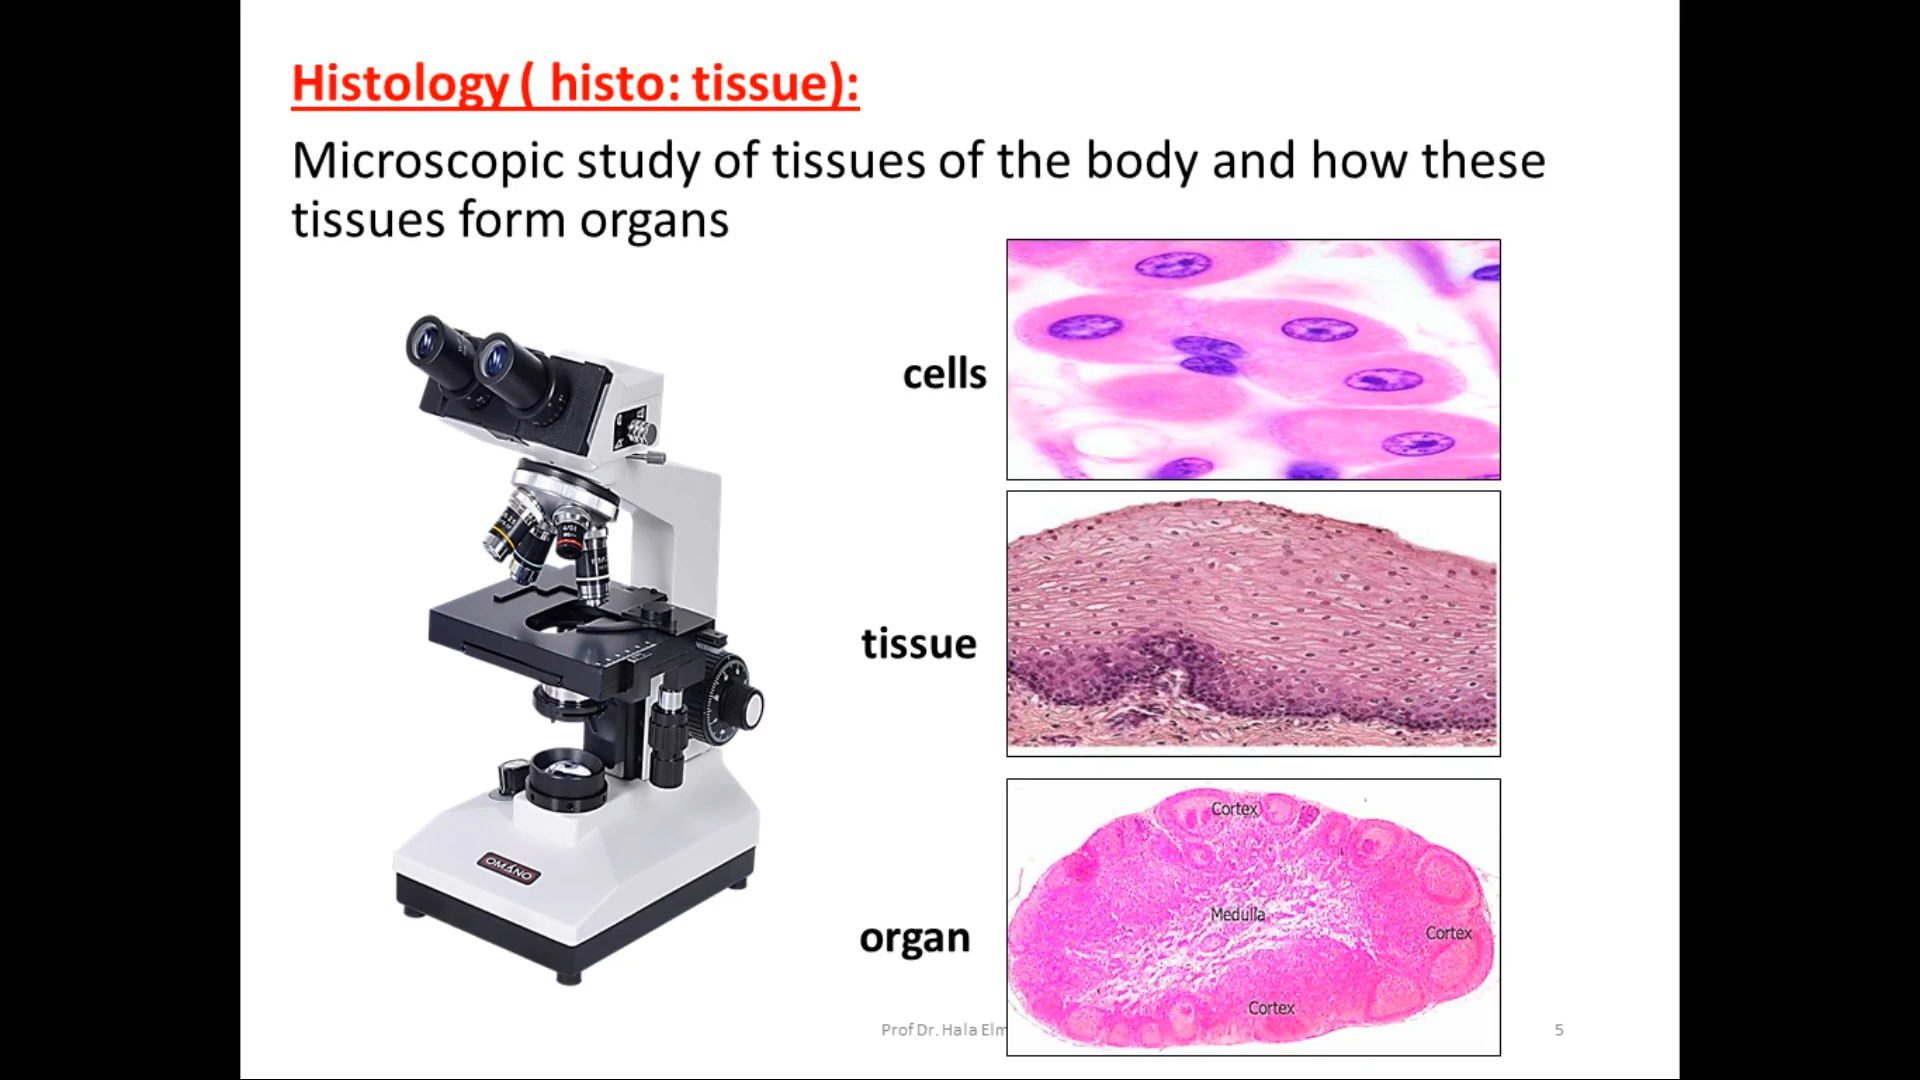 Histology ( histo: tissue):
Microscopic study of tissues of the body and how these
tissues form organs
cells
tissue
OMANO
Cortex
Medulla
Cortex
organ
Cortex
Prof Dr. Hala
5